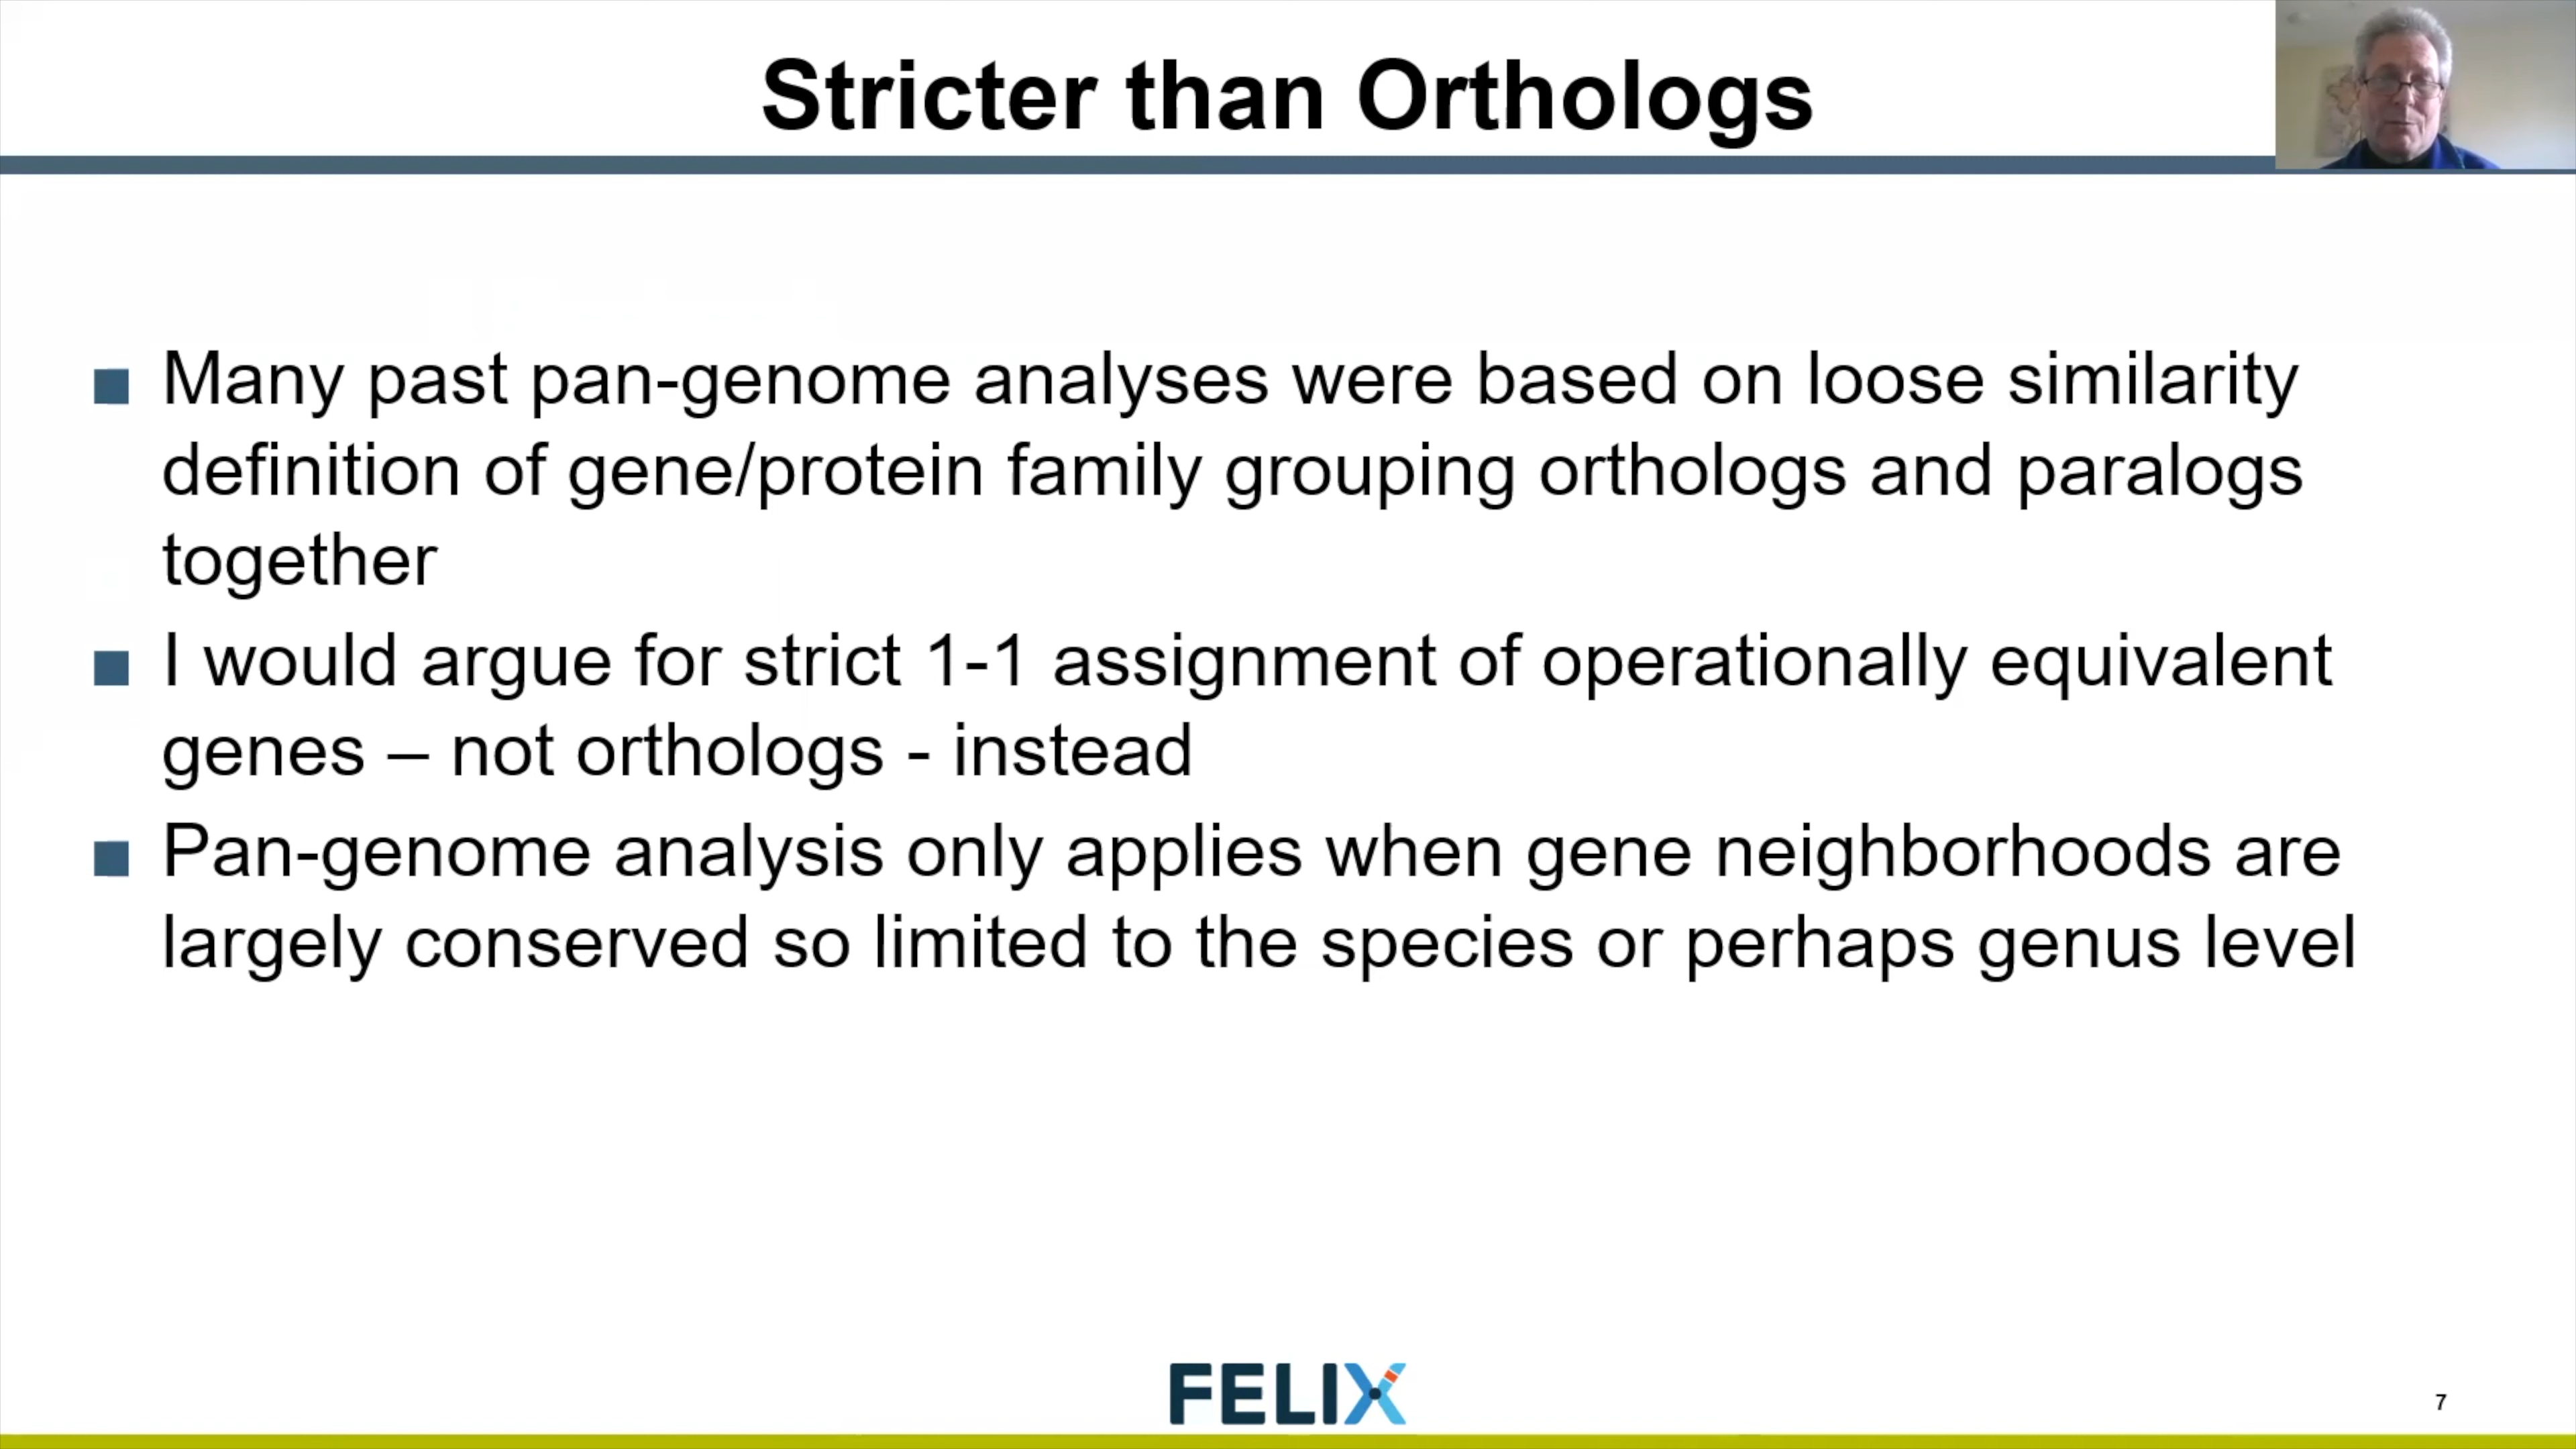 Stricter than Orthologs
Many past pan-genome analyses were based on loose similarity
definition of gene/protein family grouping orthologs and paralogs
together
I would argue for strict 1-1 assignment of operationally equivalent
genes – not orthologs - instead
Pan-genome analysis only applies when gene neighborhoods are
largely conserved so limited to the species or perhaps genus level
FELIX
7